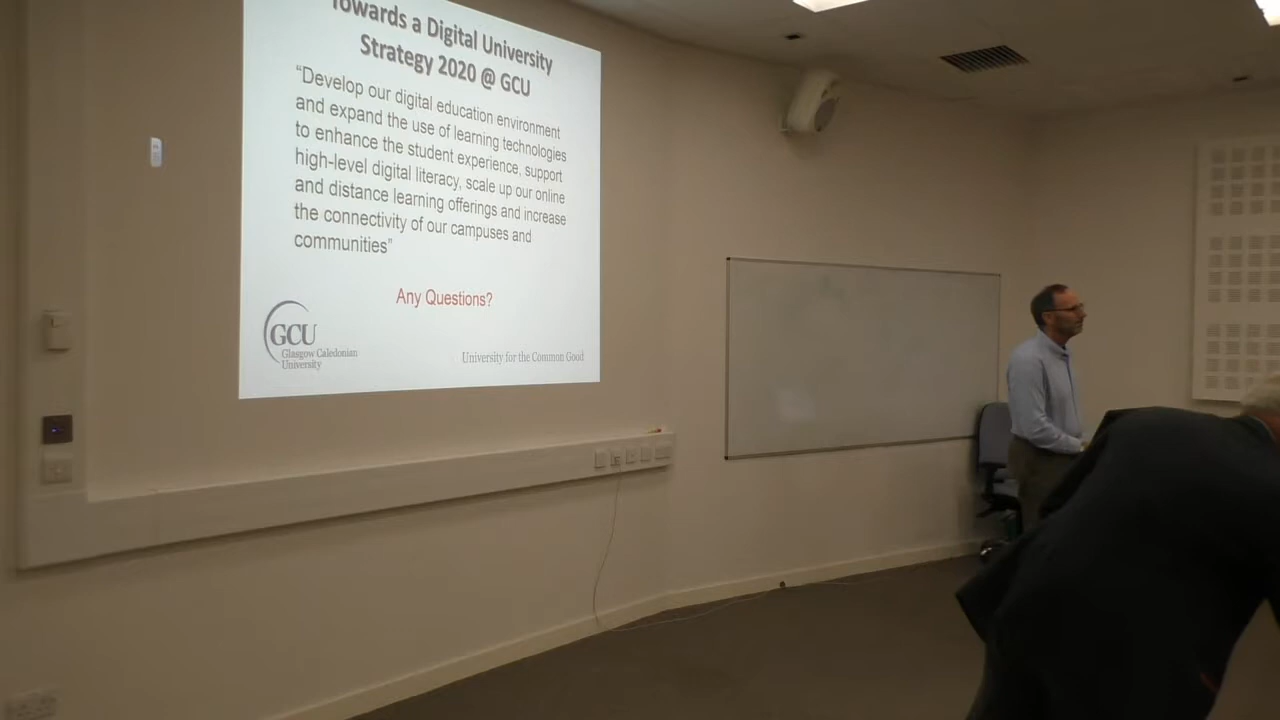 Towards a Digital University
Strategy 2020 @ GCU
“Develop our digital education environment
and expand the use of learning technologies
to enhance the student experience, support
high-level digital literacy, scale up our online
and distance learning offerings and increase
the connectivity of our campuses and
communities”
Any Questions?
GCU
Glasgow Caledonian
University
University for the Common Good